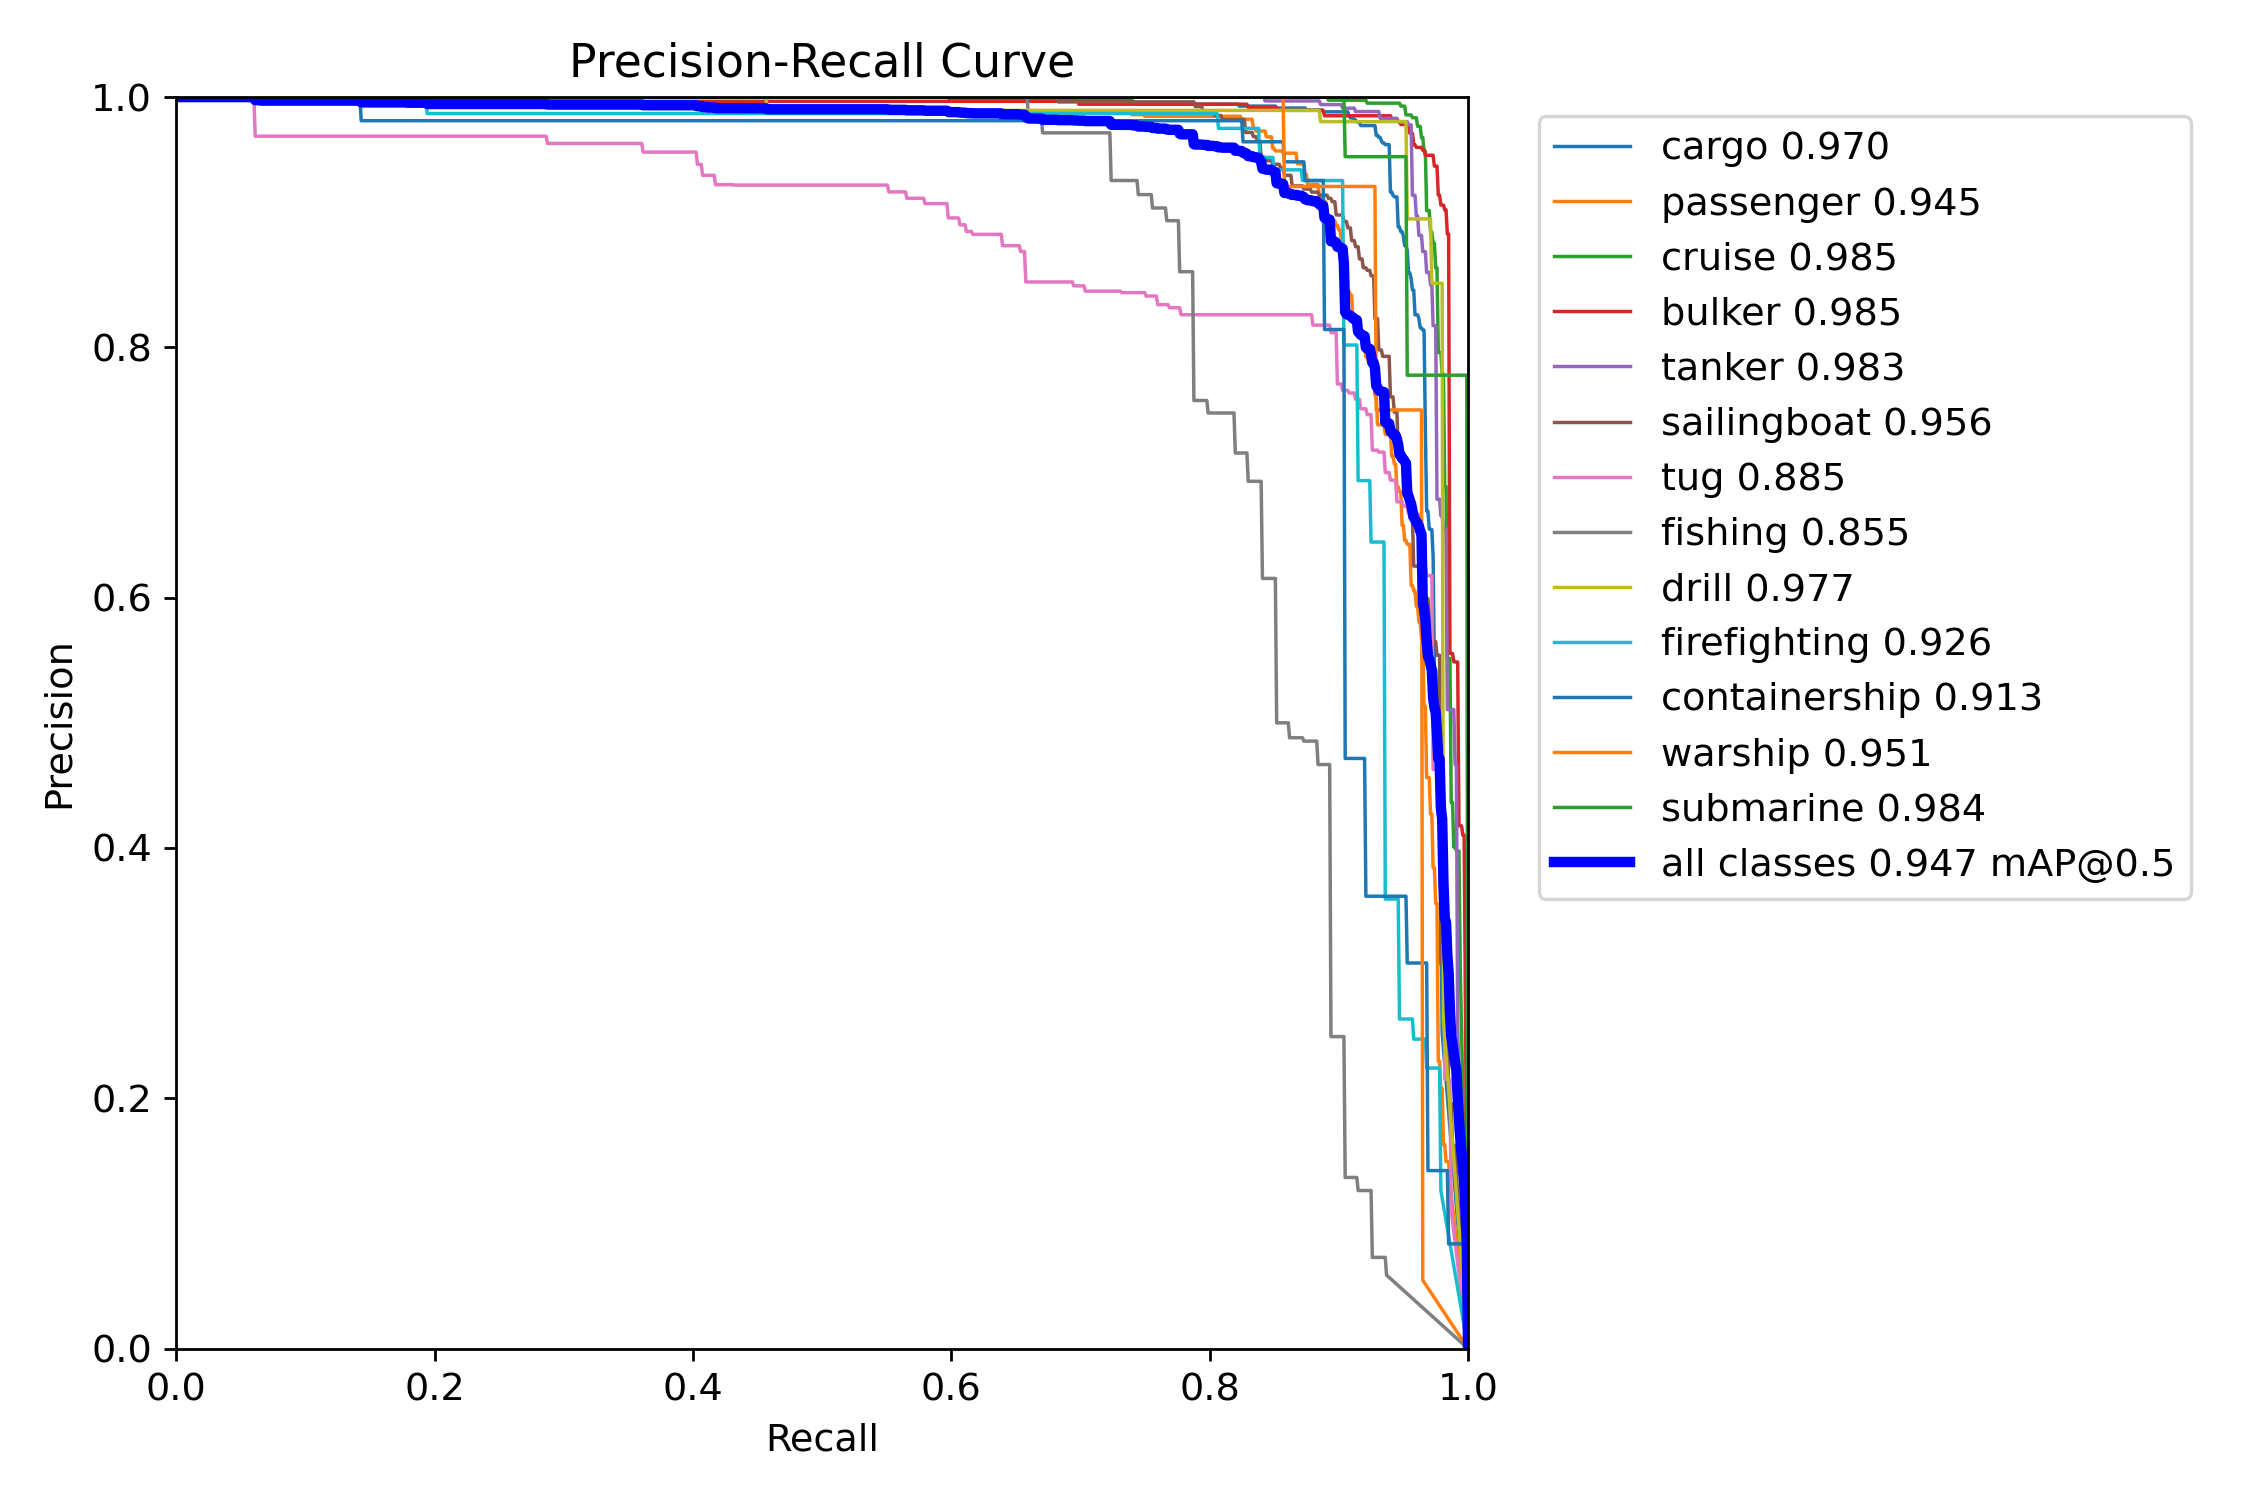 Precision-Recall Curve
1.0
0.8
0.6
0.4
0.2
0.0
Precision
0.0 0.2 0.4 0.6 0.8 1.0
Recall
cargo 0.970
passenger 0.945
cruise 0.985
bulker 0.985
tanker 0.983
sailingboat 0.956
tug 0.885
fishing 0.855
drill 0.977
firefighting 0.926
containership 0.913
warship 0.951
submarine 0.984
all classes 0.947 mAP@0.5